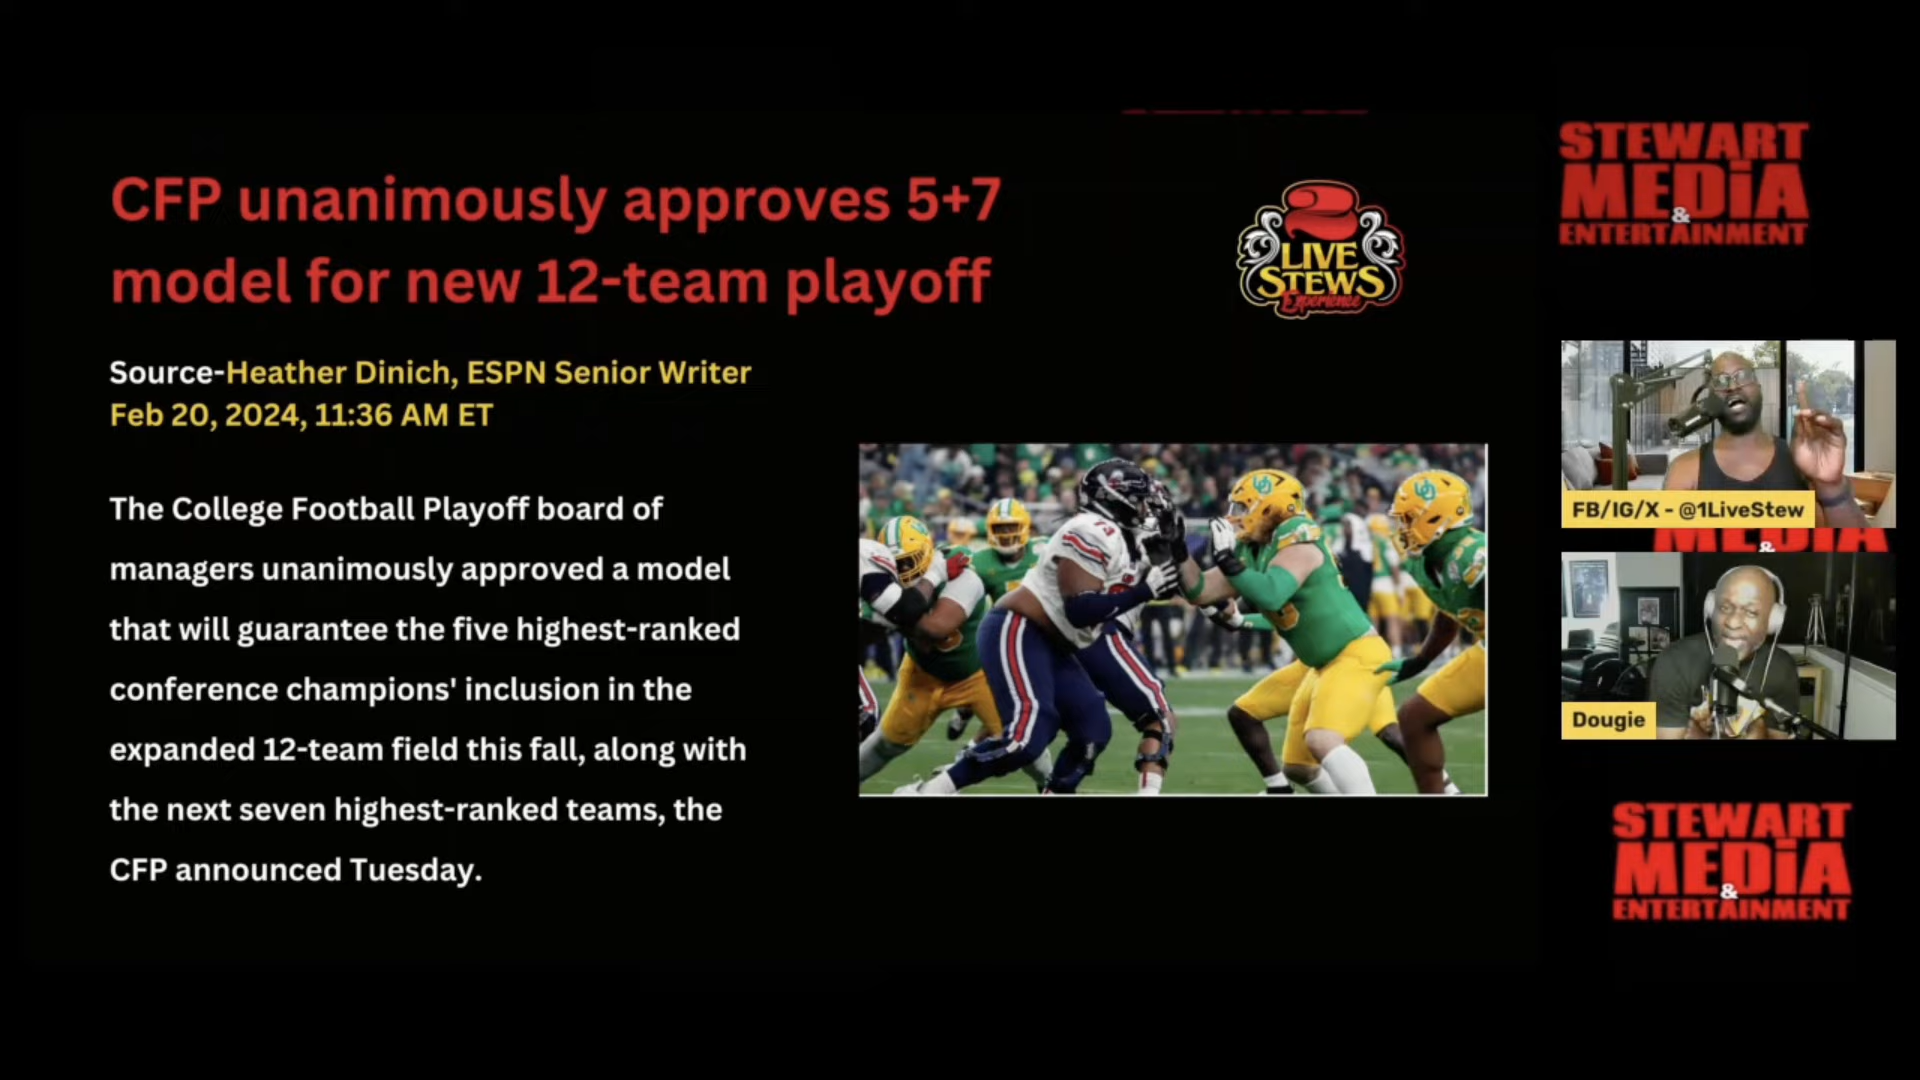 CFP unanimously approves 5+7
model for new 12-team playoff
Source-Heather Dinich, ESPN Senior Writer
Feb 20, 2024, 11:36 AM ET
The College Football Playoff board of
managers unanimously approved a model
that will guarantee the five highest-ranked
conference champions' inclusion in the
expanded 12-team field this fall, along with
the next seven highest-ranked teams, the
CFP announced Tuesday.
2
LIVE
STEWS
Experience
73
STEWART
MEDiA
&
ENTERTAINMENT
FB/IG/X - @1LiveStew
MEDiA
&
Dougie
STEWART
MEDiA
&
ENTERTAINMENT